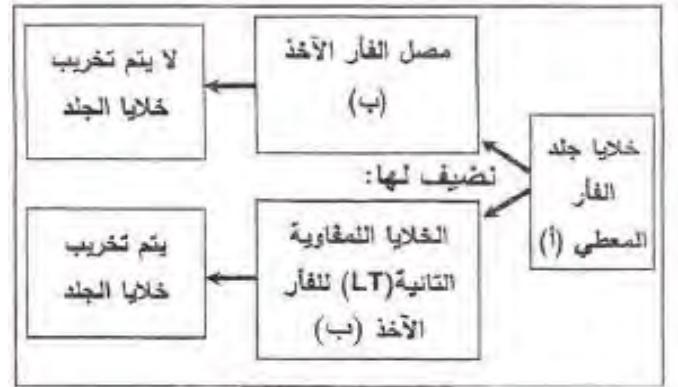 خلايا جلد
الفأر
المعطي (أ)
نضيف لها:
مصل الفأر الآخذ
(ب)
لا يتم تخريب
خلايا الجلد
الخلايا اللمفاوية
التائية(LT) للفأر
الآخذ (ب)
يتم تخريب
خلايا الجلد